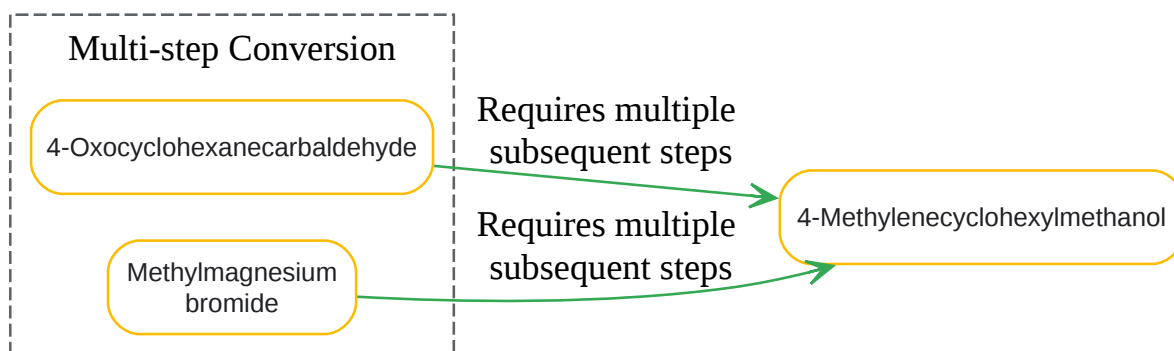 Multi-step Conversion
4-Oxocyclohexanecarbaldehyde
Requires multiple
subsequent steps
4-Methylenecyclohexylmethanol
Requires multiple
subsequent steps
Methylmagnesium
bromide